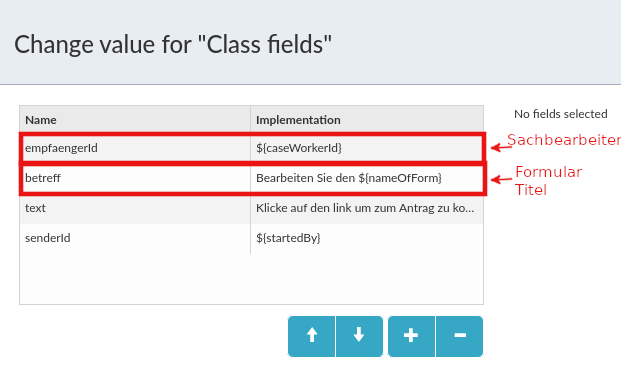 Change value for "Class fields"
Name Implementation No fields selected
empfaengerId ${caseWorkerId} Sachbearbeiter
betreff Bearbeiten Sie den ${nameOfForm} Formular
Titel
text Klicke auf den link um zum Antrag zu ko...
senderId ${startedBy}